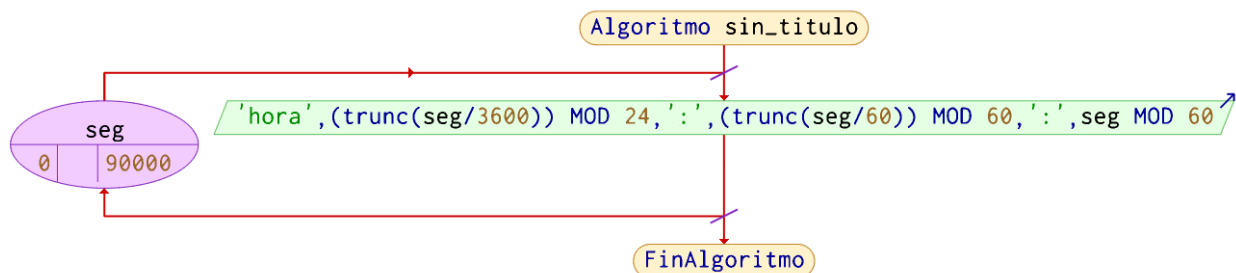 Algoritmo sin_titulo
'hora',(trunc(seg/3600)) MOD 24,':',(trunc(seg/60)) MOD 60,':',seg MOD 60
seg
0 90000
FinAlgoritmo